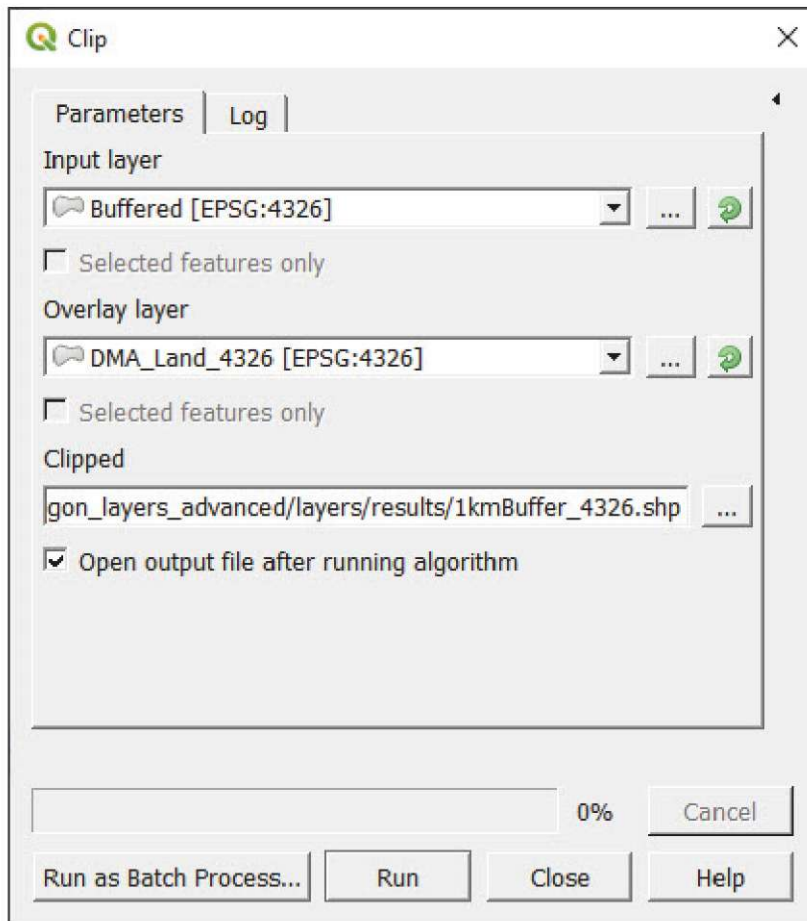 Clip
Parameters
Log
Input layer
Buffered [EPSG:4326]
...
Selected features only
Overlay layer
DMA_Land_4326 [EPSG:4326]
...
Selected features only
Clipped
gon_layers_advanced/layers/results/1kmBuffer_4326.shp
...
Open output file after running algorithm
0%
Cancel
Run as Batch Process...
Run
Close
Help